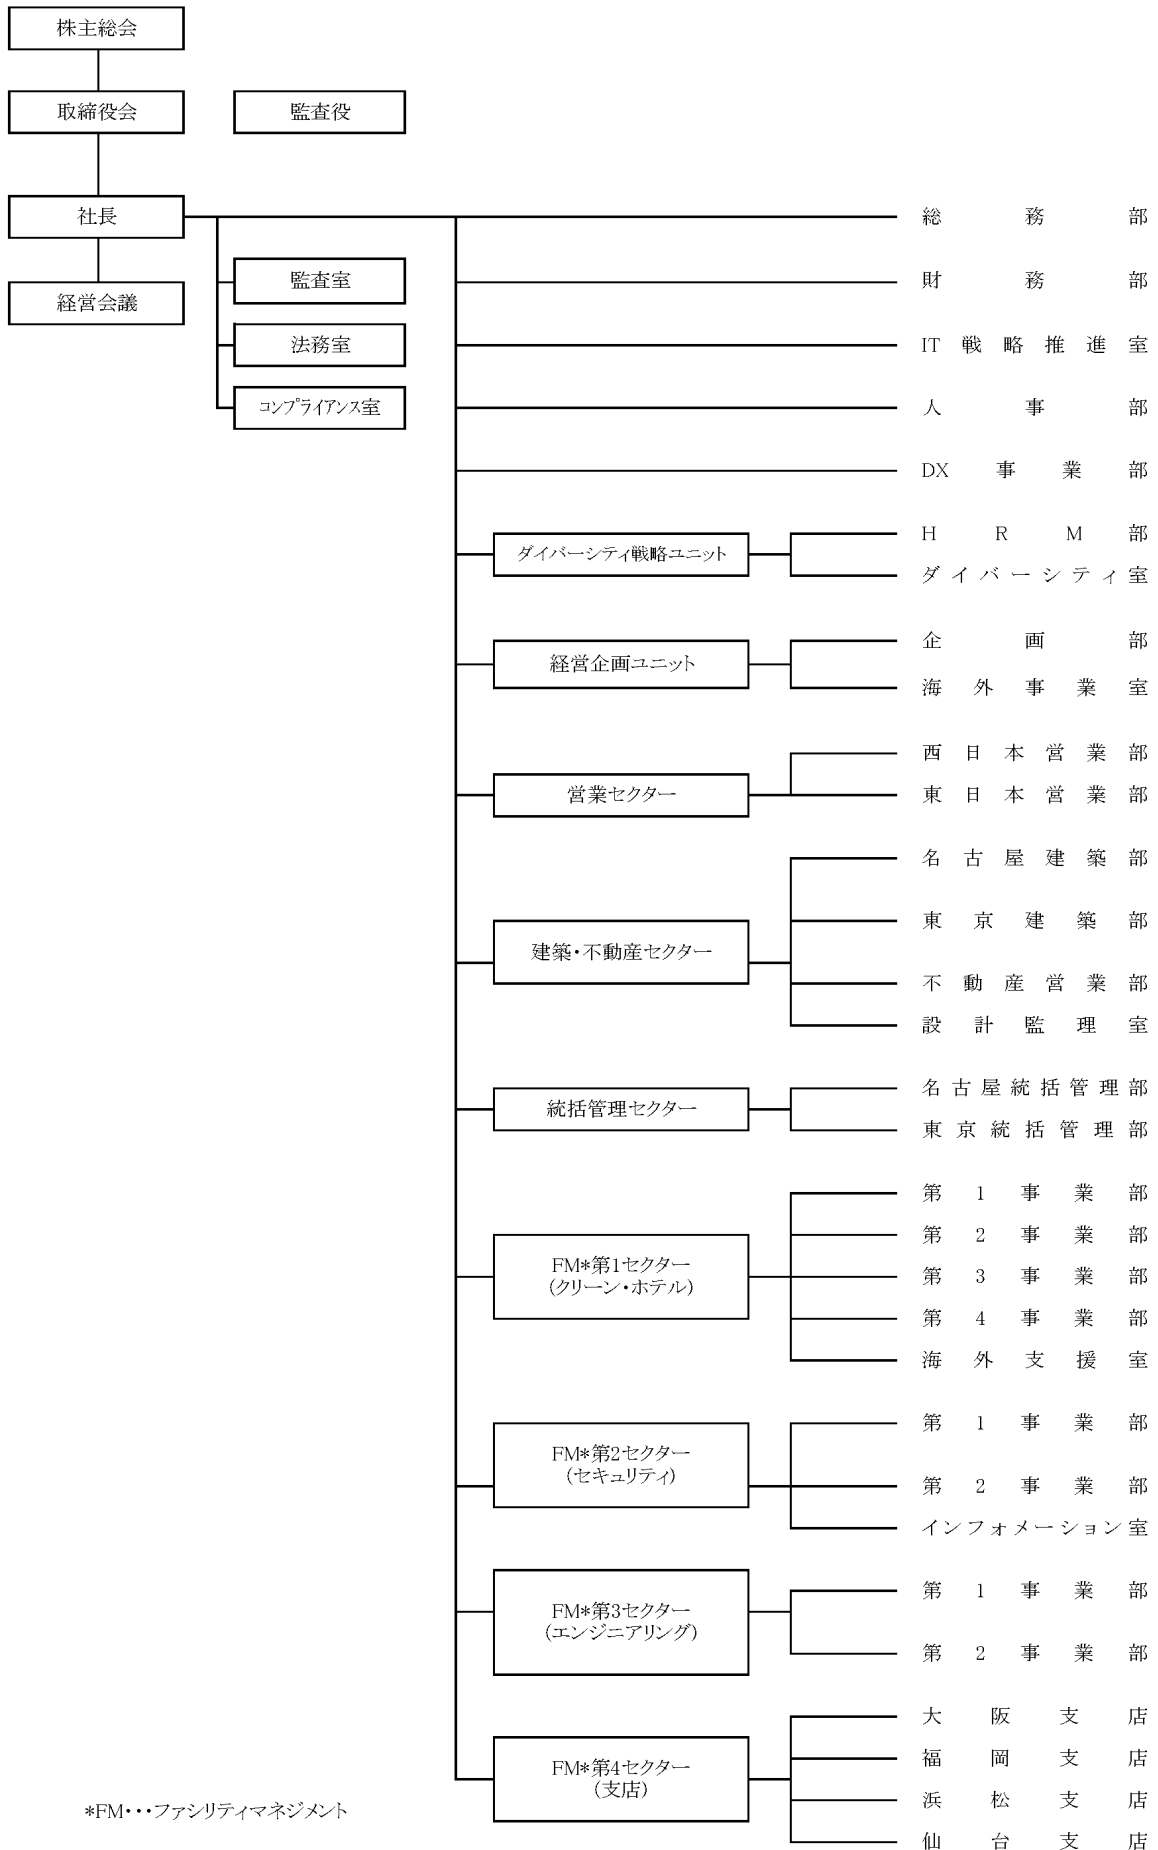 株主総会
取締役会
監査役
社長
経営会議
監査室
法務室
コンプライアンス室
総務部
財務部
IT戦略推進室
人事部
DX事業部
ダイバーシティ戦略ユニット
HRM部
ダイバーシティ室
経営企画ユニット
企画部
海外事業室
営業セクター
西日本営業部
東日本営業部
建築・不動産セクター
名古屋建築部
東京建築部
不動産営業部
設計監理室
統括管理セクター
名古屋統括管理部
東京統括管理部
FM*第1セクター
(クリーン・ホテル)
第1事業部
第2事業部
第3事業部
第4事業部
海外支援室
FM*第2セクター
(セキュリティ)
第1事業部
第2事業部
インフォメーション室
FM*第3セクター
(エンジニアリング)
第1事業部
第2事業部
FM*第4セクター
(支店)
大阪支店
福岡支店
浜松支店
仙台支店
*FM・・・ファシリティマネジメント